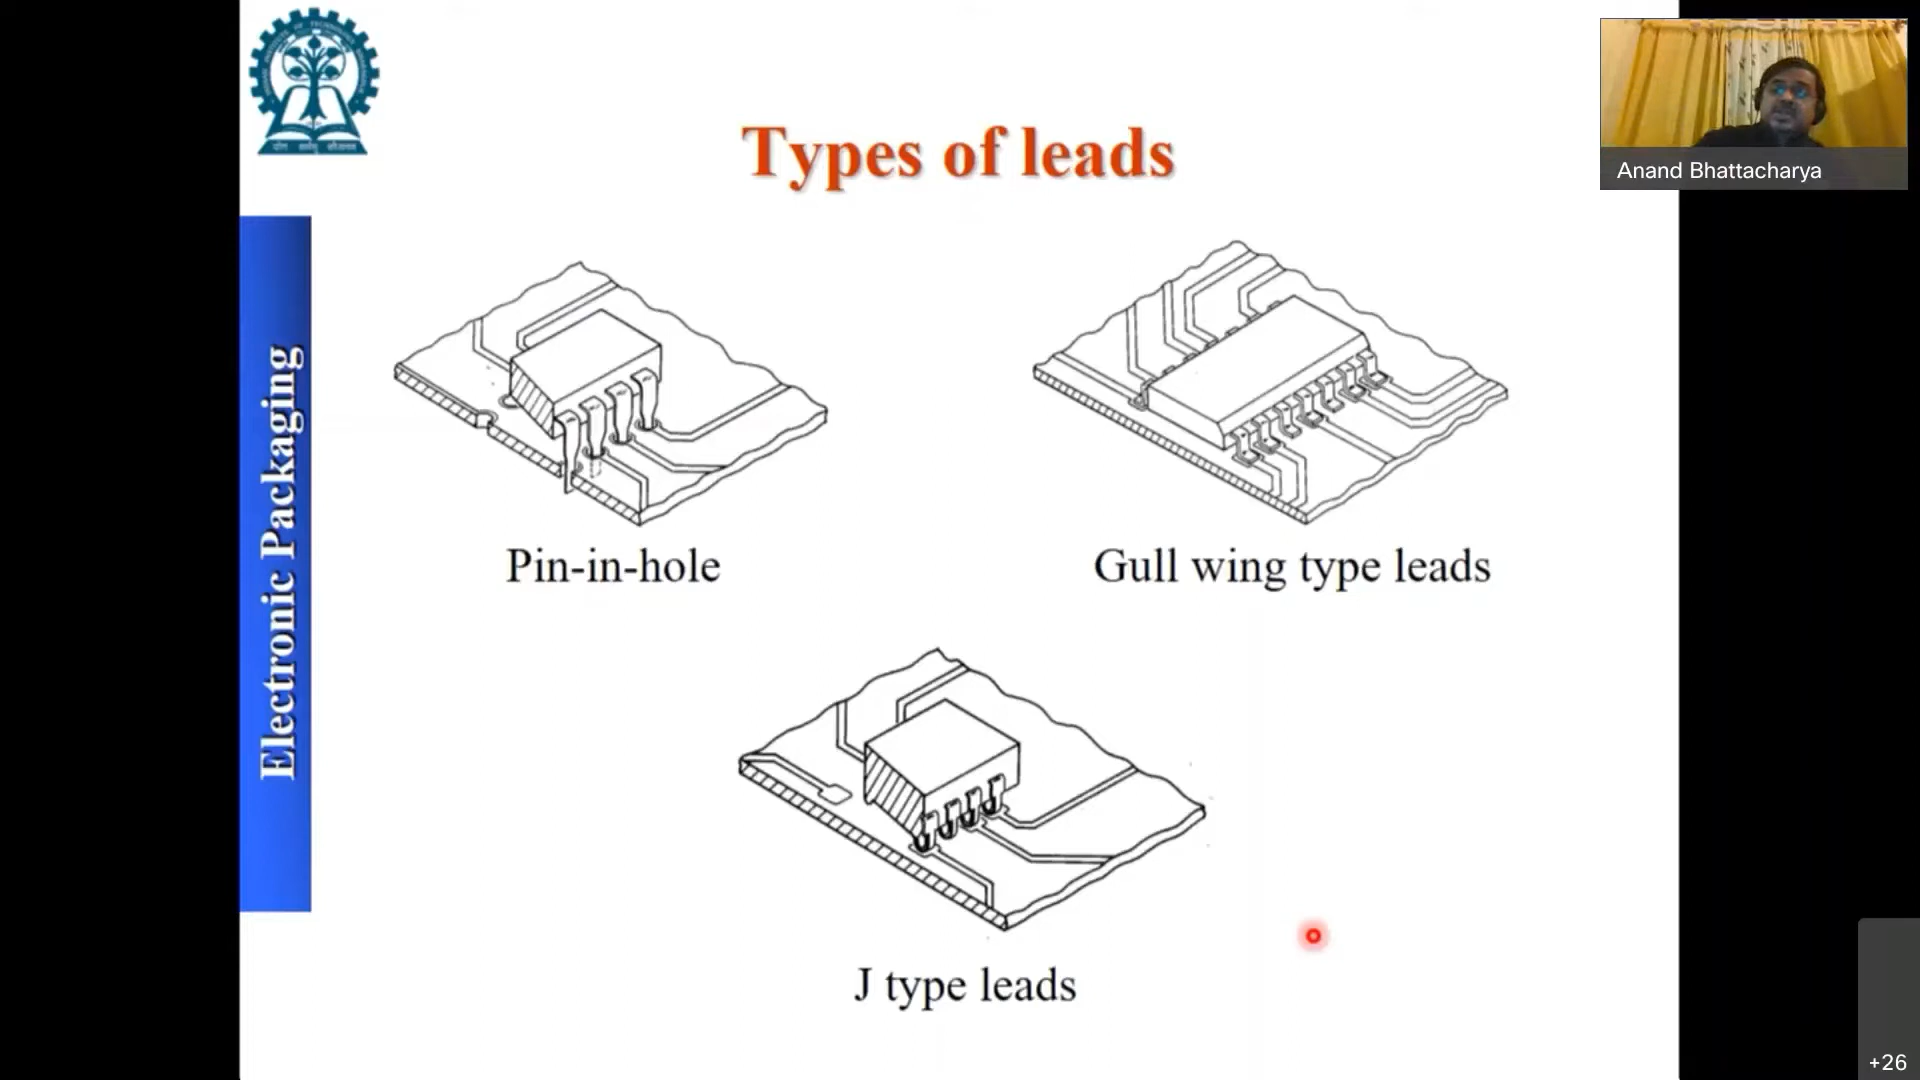 Types of leads
Anand Bhattacharya
Electronic Packaging
Pin-in-hole
Gull wing type leads
J type leads
+26